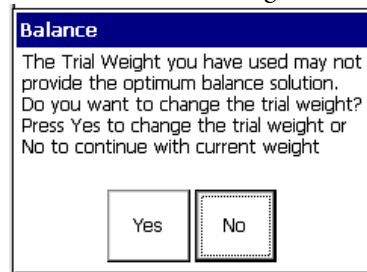 Balance
The Trial Weight you have used may not
provide the optimum balance solution.
Do you want to change the trial weight?
Press Yes to change the trial weight or
No to continue with current weight
Yes
No